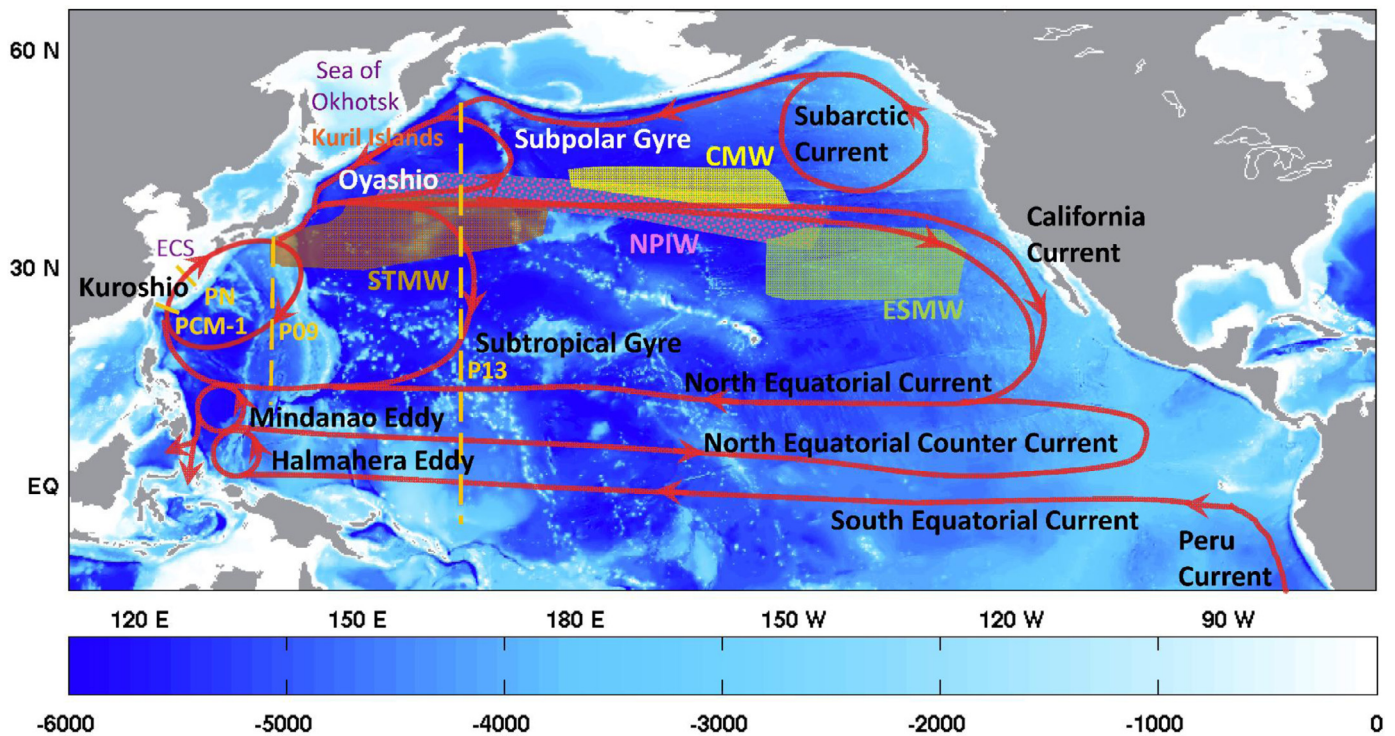 60 N
30 N
EQ
Sea of
Okhotsk
Kuril Islands
Subpolar Gyre
Subarctic
Current
Oyashio
CMW
NPIW
California
Current
ECS
Kuroshio
PN
PCM-1
P09
STMW
ESMW
Subtropical Gyre
P13
North Equatorial Current
Mindanao Eddy
North Equatorial Counter Current
Halmahera Eddy
South Equatorial Current
Peru
Current
120 E 150 E 180 E 150 W 120 W 90 W
-6000 -5000 -4000 -3000 -2000 -1000 0